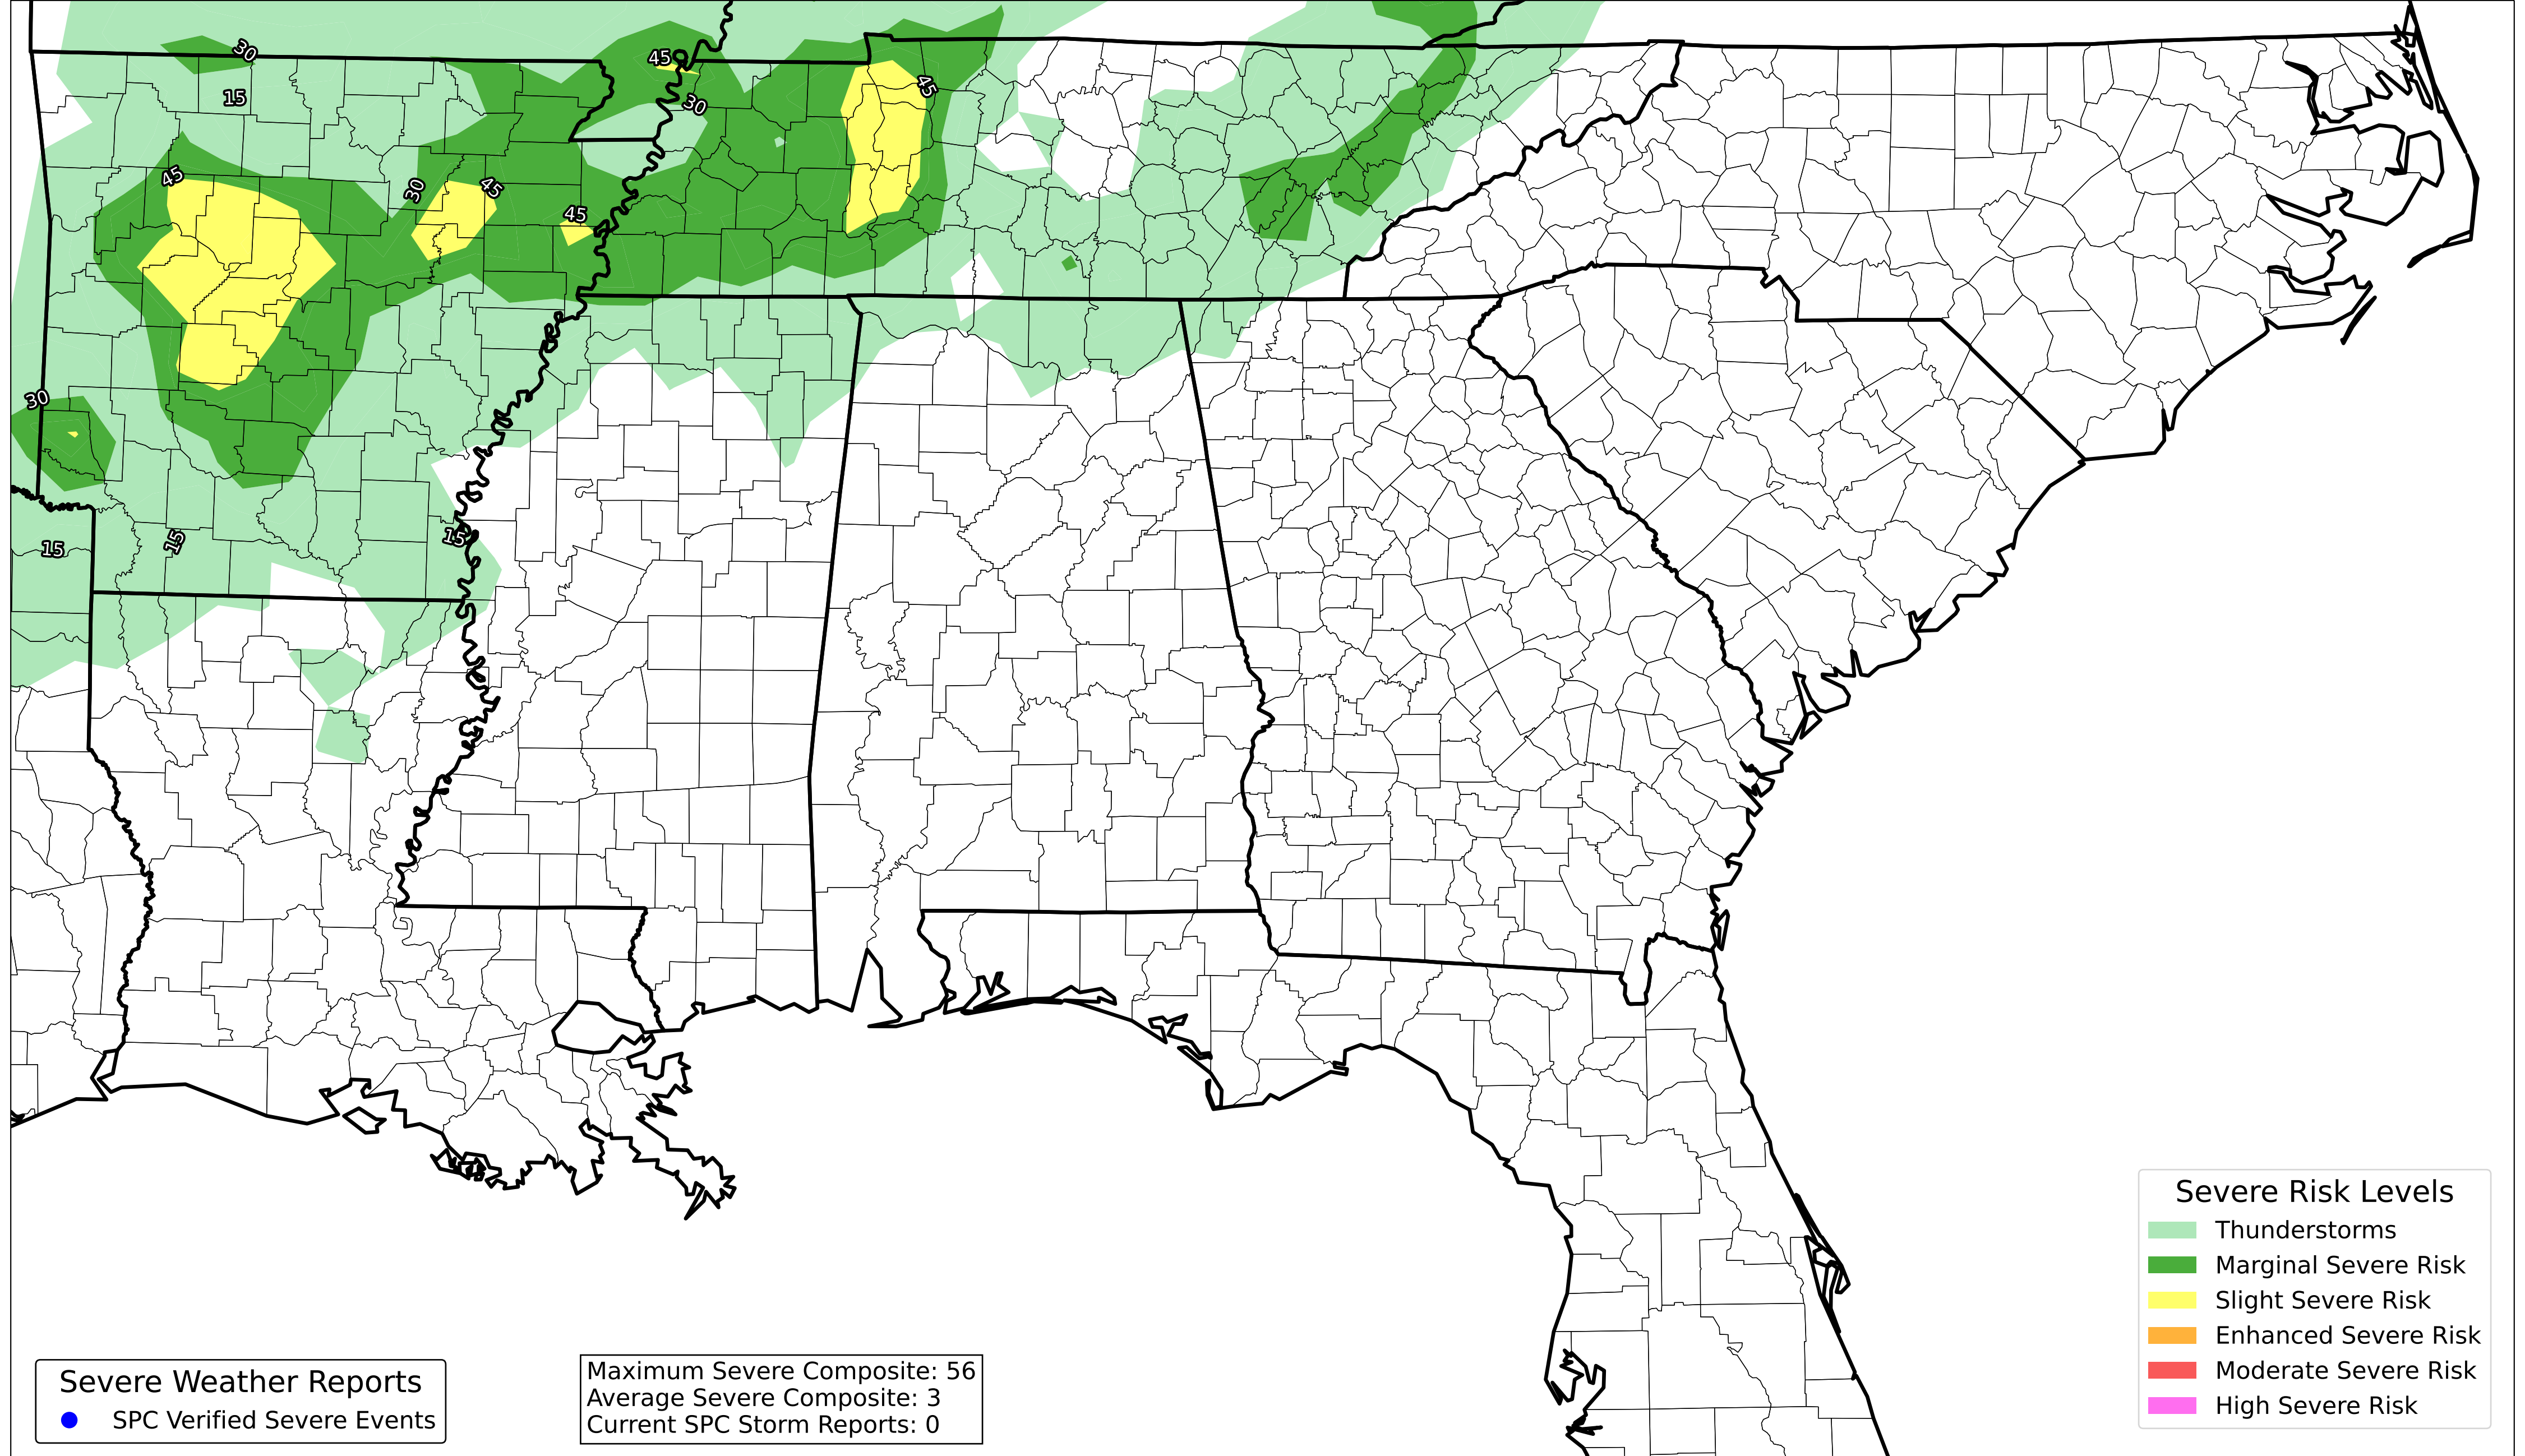 30
45
15
45
30
45
30
45
45
30
15
15
15
Severe Risk Levels
Thunderstorms
Marginal Severe Risk
Slight Severe Risk
Enhanced Severe Risk
Moderate Severe Risk
High Severe Risk
Severe Weather Reports
SPC Verified Severe Events
Maximum Severe Composite: 56
Average Severe Composite: 3
Current SPC Storm Reports: 0